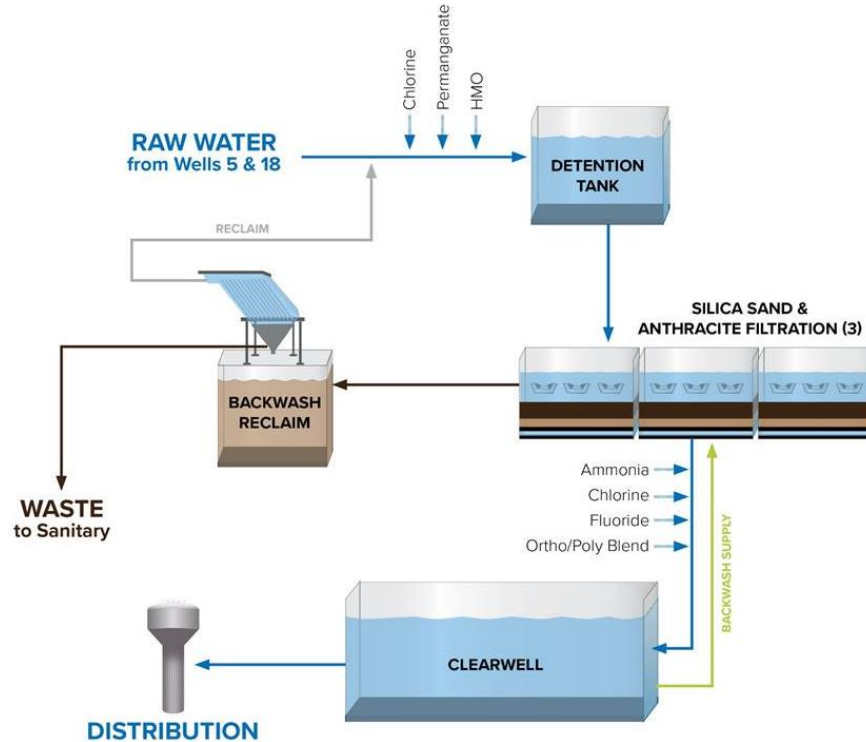 Chlorine
Permanganate
HMO
RAW WATER
from Wells 5 & 18
DETENTION
TANK
RECLAIM
SILICA SAND &
ANTHRACITE FILTRATION (3)
BACKWASH
RECLAIM
WASTE
to Sanitary
Ammonia
Chlorine
Fluoride
Ortho/Poly Blend
BACKWASH SUPPLY
CLEARWELL
DISTRIBUTION